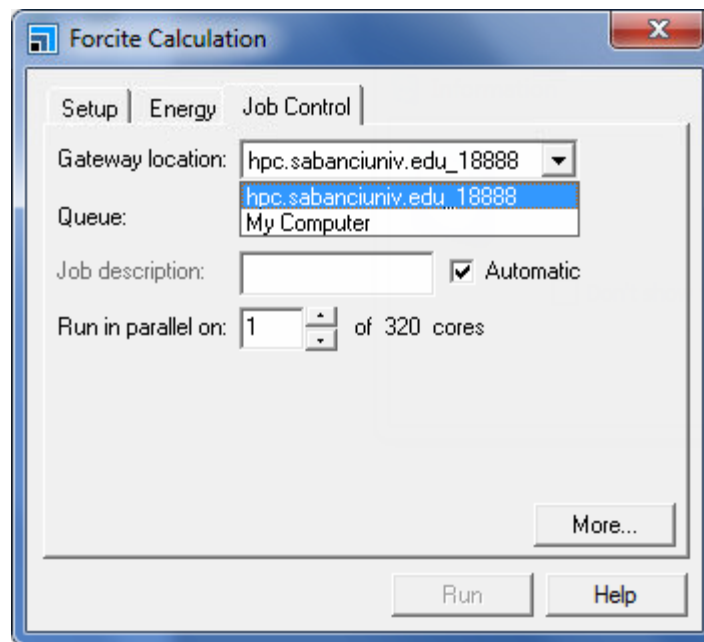 Forcite Calculation
Setup Energy Job Control
Gateway location: hpc.sabanciuniv.edu_18888
hpc.sabanciuniv.edu_18888
Queue:
My Computer
Job description: Automatic
Run in parallel on: 1 of 320 cores
More...
Run Help